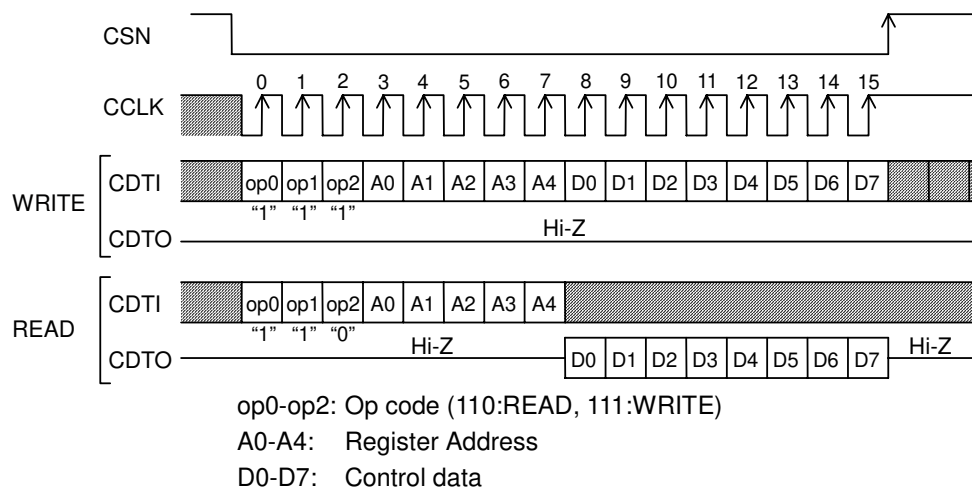 CSN
0 1 2 3 4 5 6 7 8 9 10 11 12 13 14 15
CCLK
WRITE
CDTI op0 op1 op2 A0 A1 A2 A3 A4 D0 D1 D2 D3 D4 D5 D6 D7
“1” “1” “1”
Hi-Z
CDTO
READ
CDTI op0 op1 op2 A0 A1 A2 A3 A4
“1” “1” “0”
Hi-Z Hi-Z
CDTO D0 D1 D2 D3 D4 D5 D6 D7
op0-op2: Op code (110:READ, 111:WRITE)
A0-A4: Register Address
D0-D7: Control data